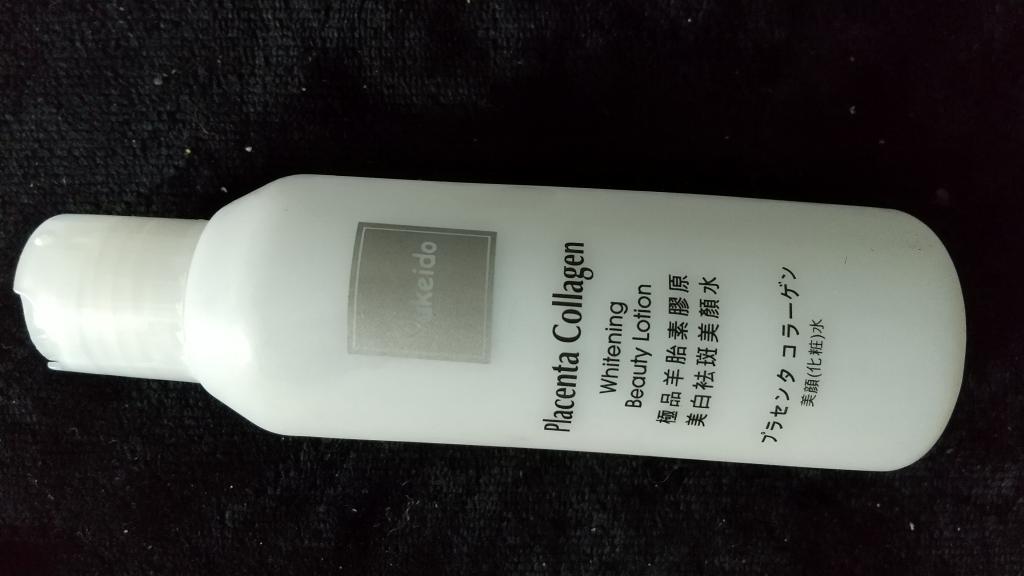 Placenta Collagen
Whitening
Beauty Lotion
極品羊胎素膠原
美白袪斑美顏水
プラセンタ コラーゲン
美顔(化粧)水